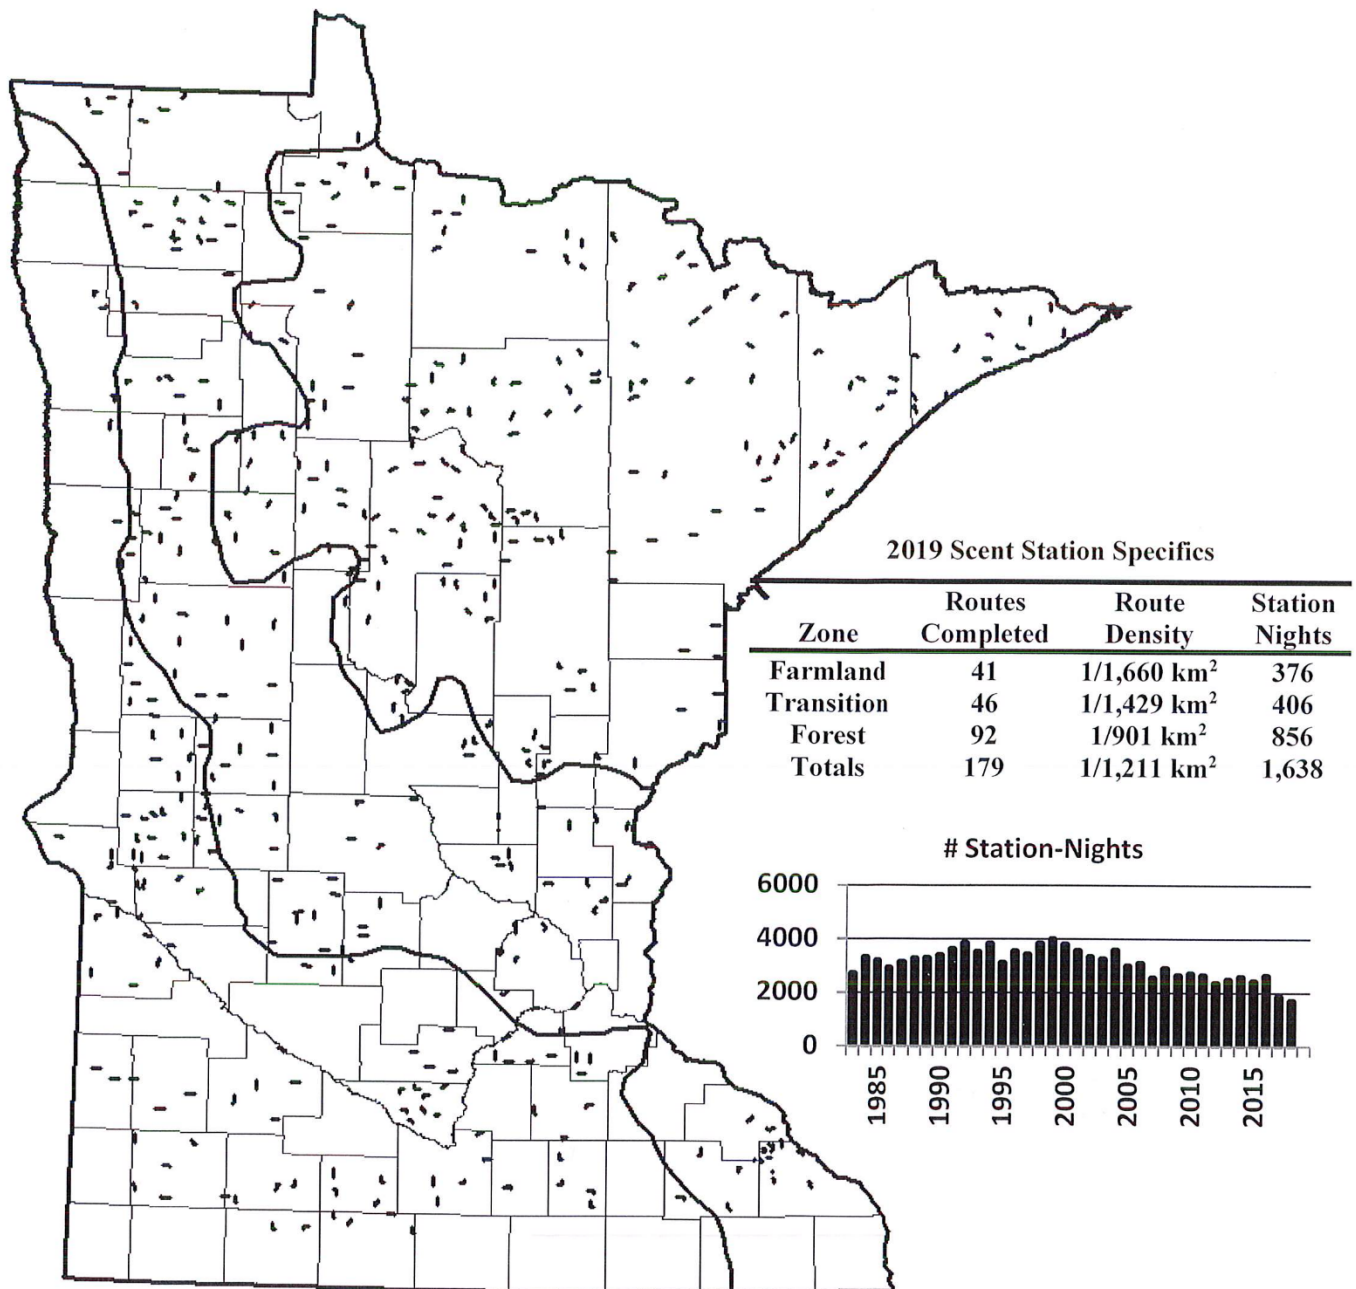 2019 Scent Station Specifics
Routes Route Station
Zone Completed Density Nights
Farmland 41 1/1,660 km² 376
Transition 46 1/1,429 km² 406
Forest 92 1/901 km² 856
Totals 179 1/1,211 km² 1,638
# Station-Nights
6000
4000
2000
0
1985 1990 1995 2000 2005 2010 2015